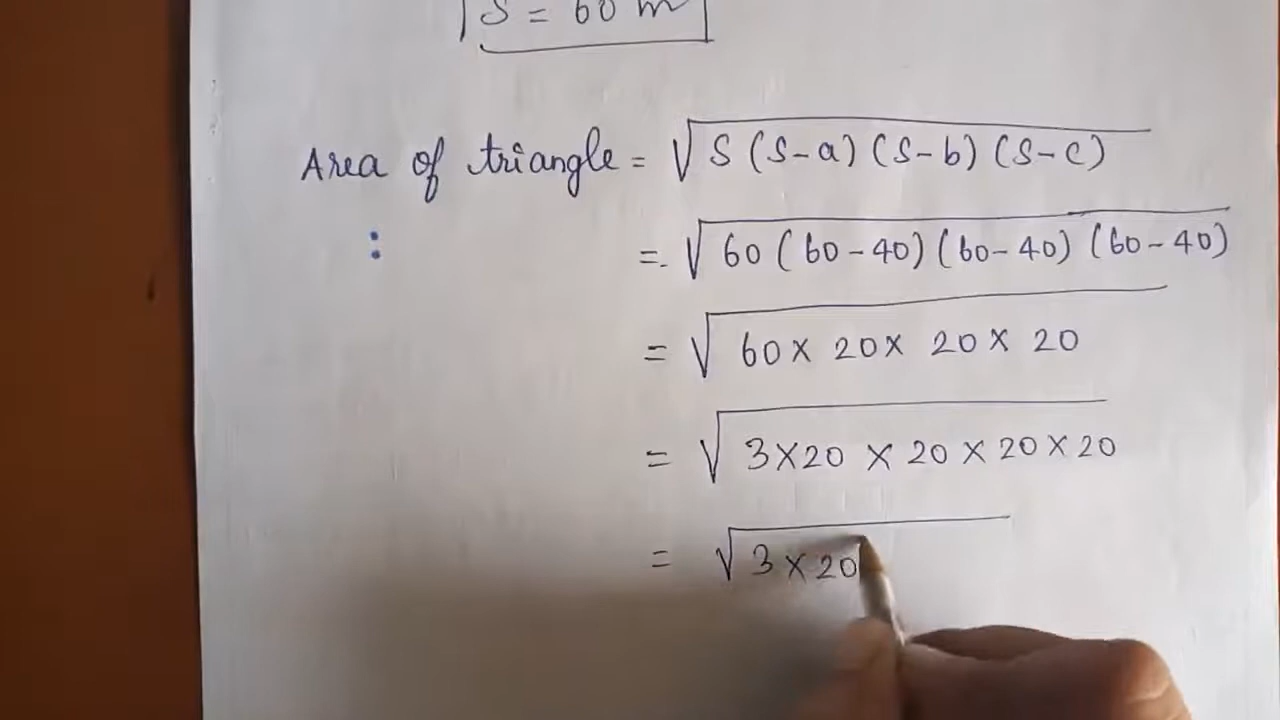 S = 60 m
Area of triangle = √S (S-a) (S-b) (S-c)
:
= √60 (60-40) (60-40) (60-40)
= √60 × 20 × 20 × 20
= √3 × 20 × 20 × 20 × 20
= √3 × 20